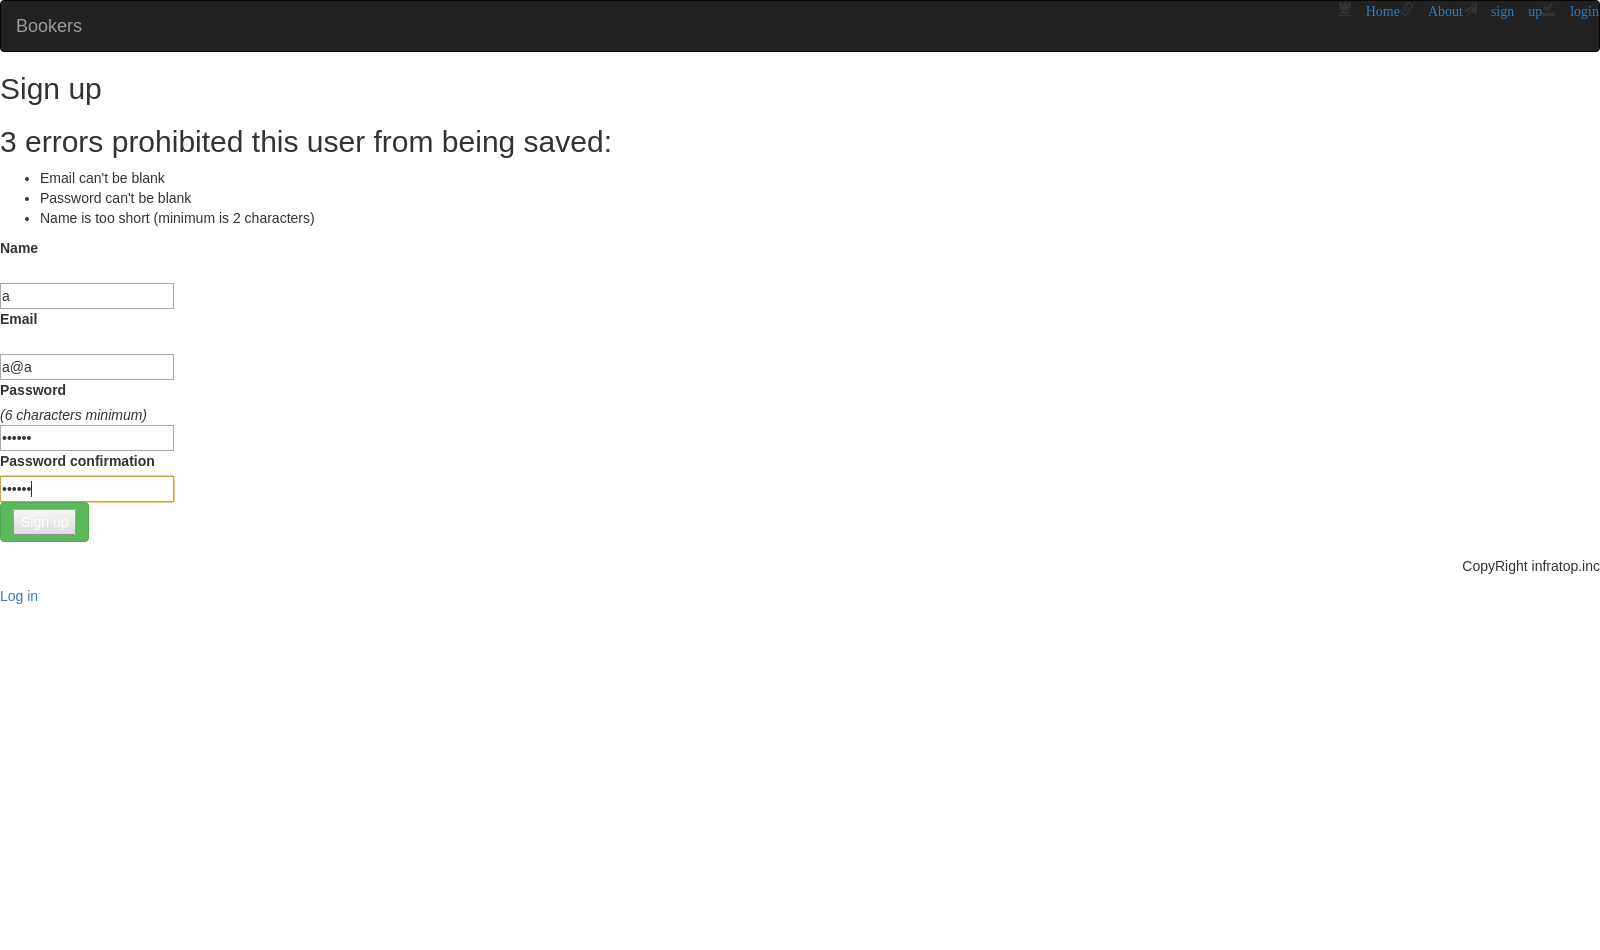 Bookers
Home About sign up login
Sign up
3 errors prohibited this user from being saved:
Email can't be blank
Password can't be blank
Name is too short (minimum is 2 characters)
Name
a
Email
a@a
Password
(6 characters minimum)
••••••
Password confirmation
••••••
Sign up
CopyRight infratop.inc
Log in